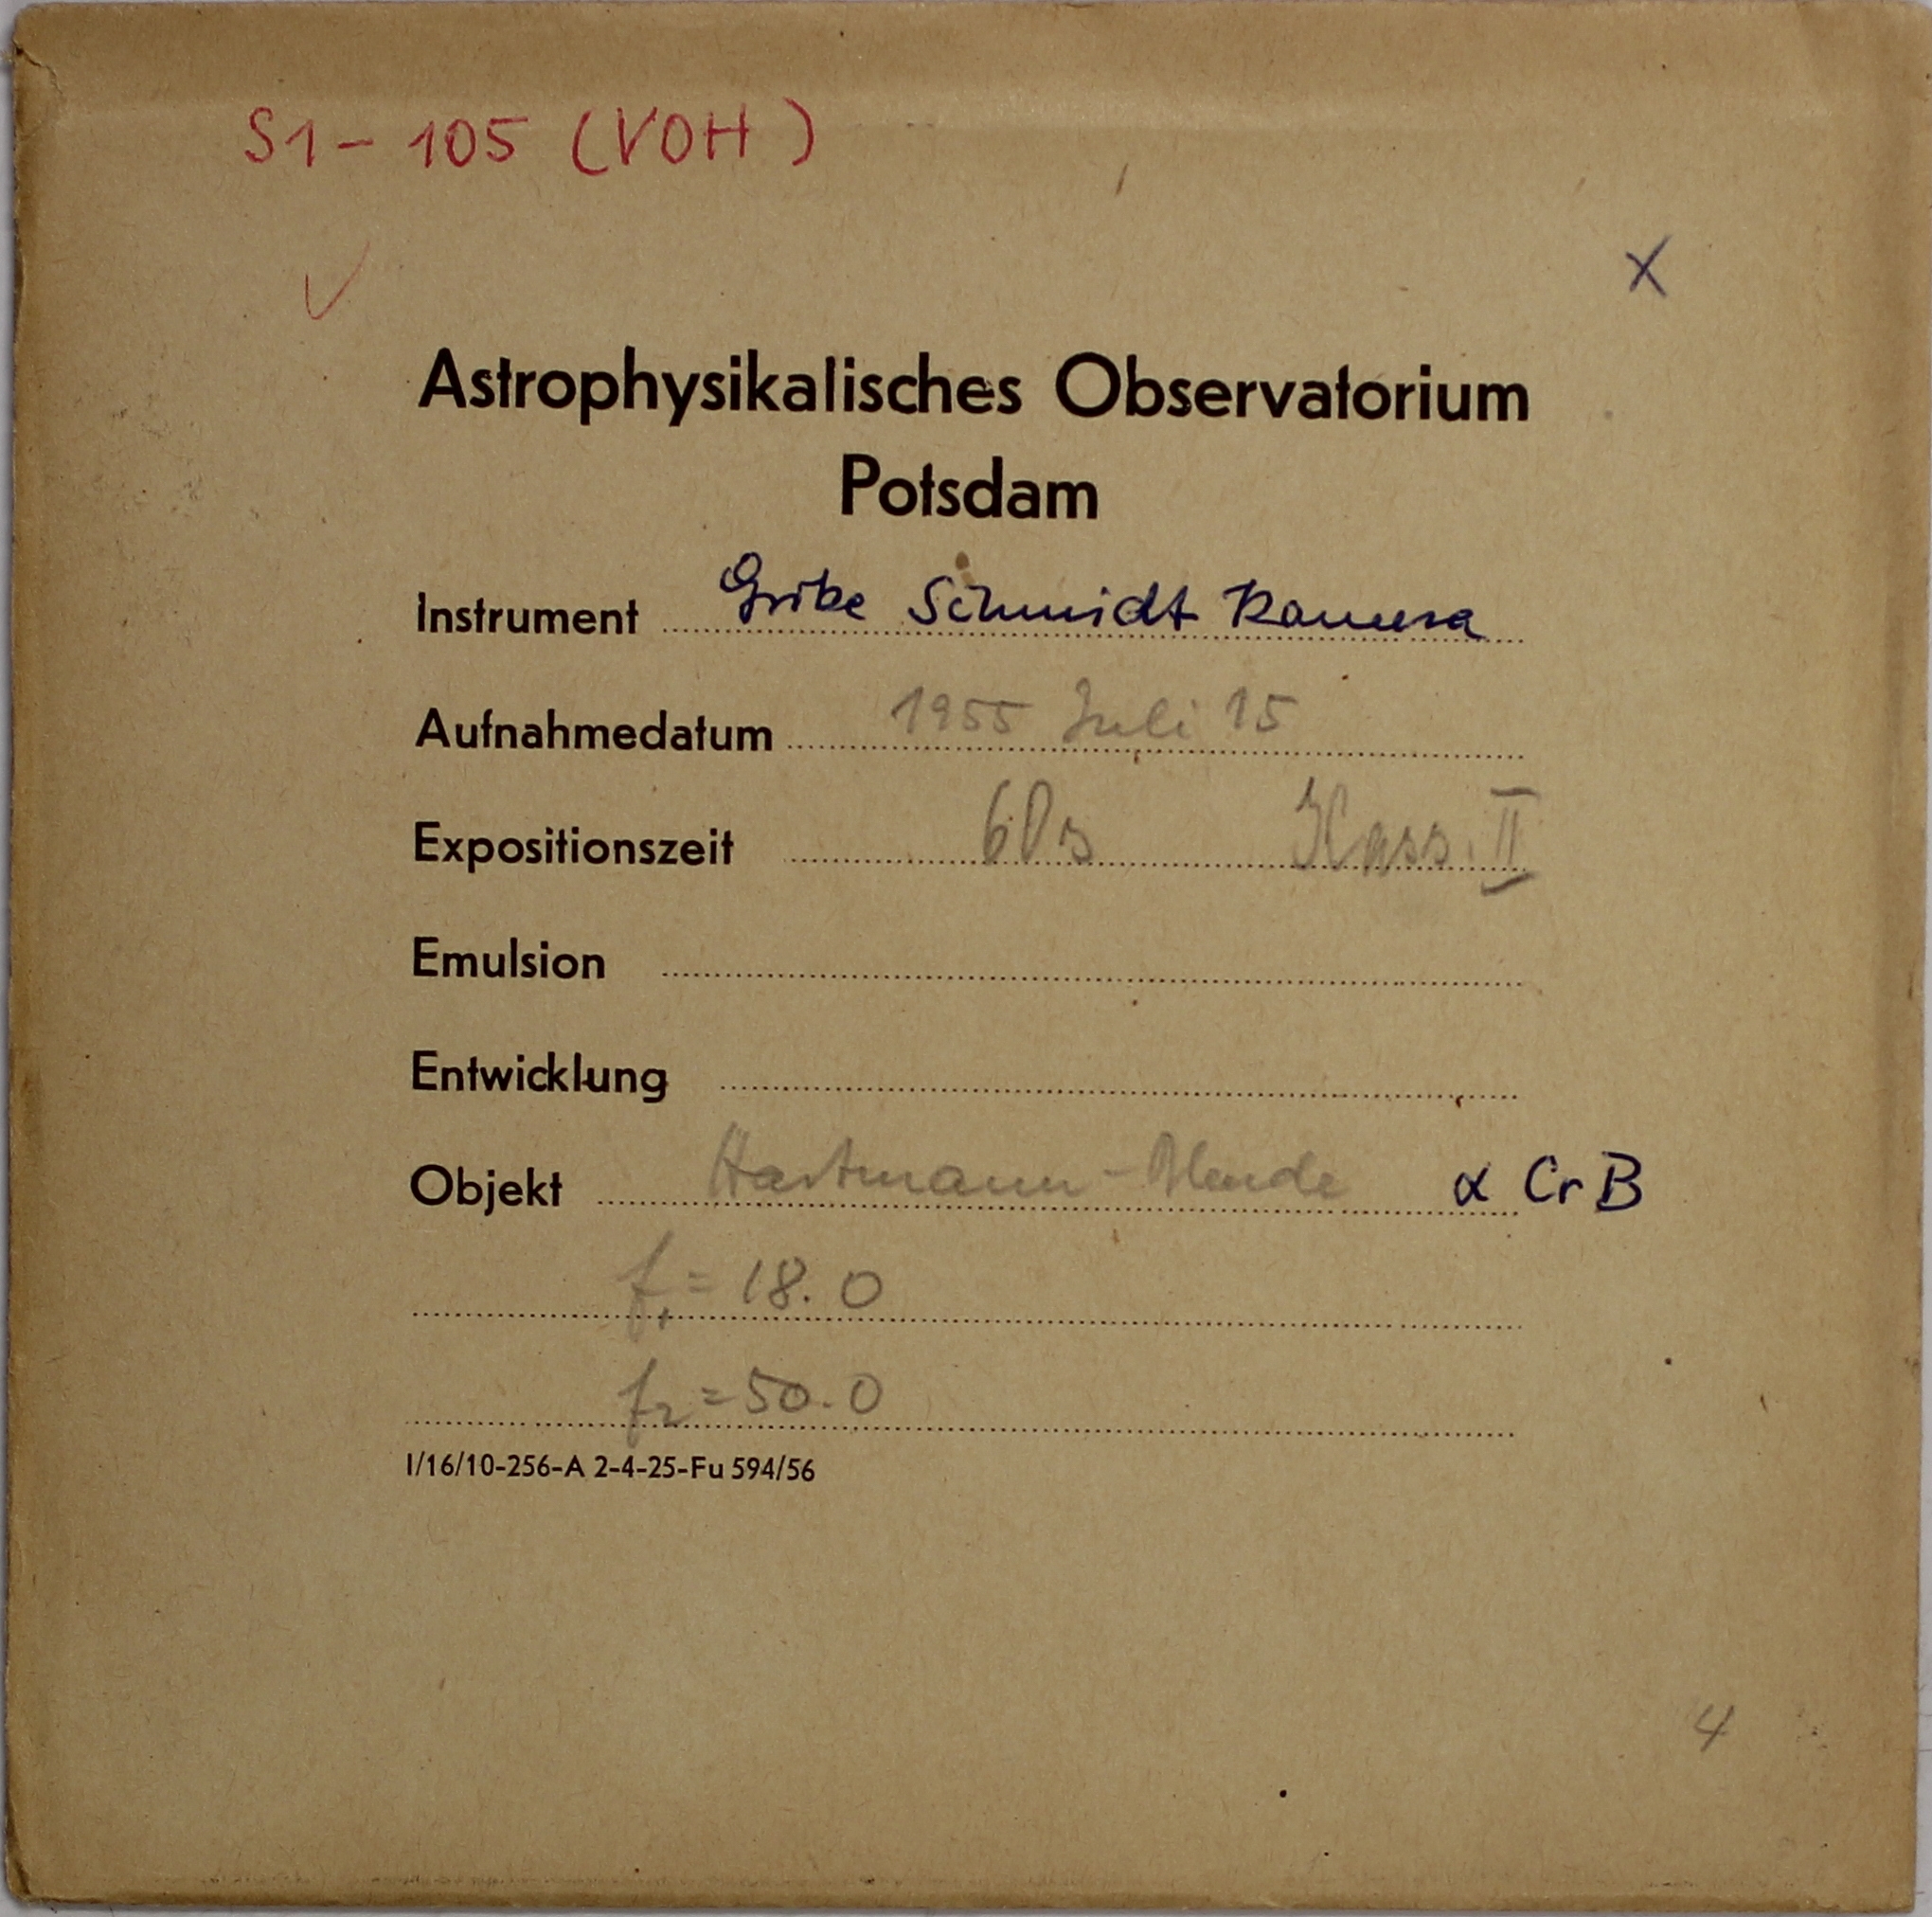 S1 - 105 (VOH)
X
Astrophysikalisches Observatorium
Potsdam
Instrument Große Schmidt Kamera
Aufnahmedatum 1955 Juli 15
Expositionszeit 60s Kass. II
Emulsion
Entwicklung
Objekt Hartmann-Blende α CrB
f1 = 18.0
f2 = 50.0
I/16/10-256-A 2-4-25-Fu 594/56
4